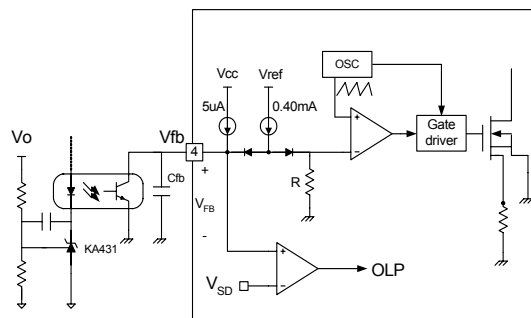 OSC
Vcc
Vref
5uA
0.40mA
Vo
Vfb
4
Gate
driver
Cfb
R
+
-
+
V_FB
-
KA431
+
-
V_SD
OLP